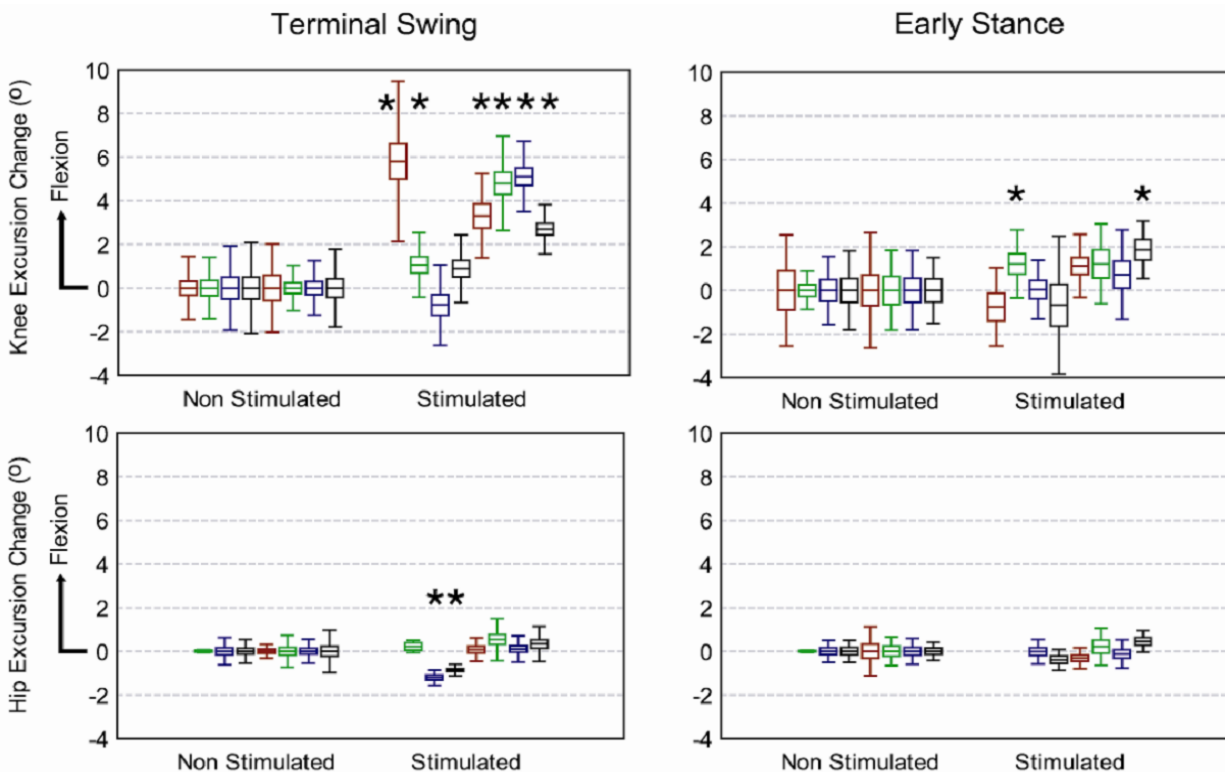 Terminal Swing
Early Stance
Knee Excursion Change (º)
Flexion
10
8
6
4
2
0
-2
-4
* * * * * *
Non Stimulated
Stimulated
10
8
6
4
2
0
-2
-4
* *
Non Stimulated
Stimulated
Hip Excursion Change (º)
Flexion
10
8
6
4
2
0
-2
-4
**
Non Stimulated
Stimulated
10
8
6
4
2
0
-2
-4
Non Stimulated
Stimulated